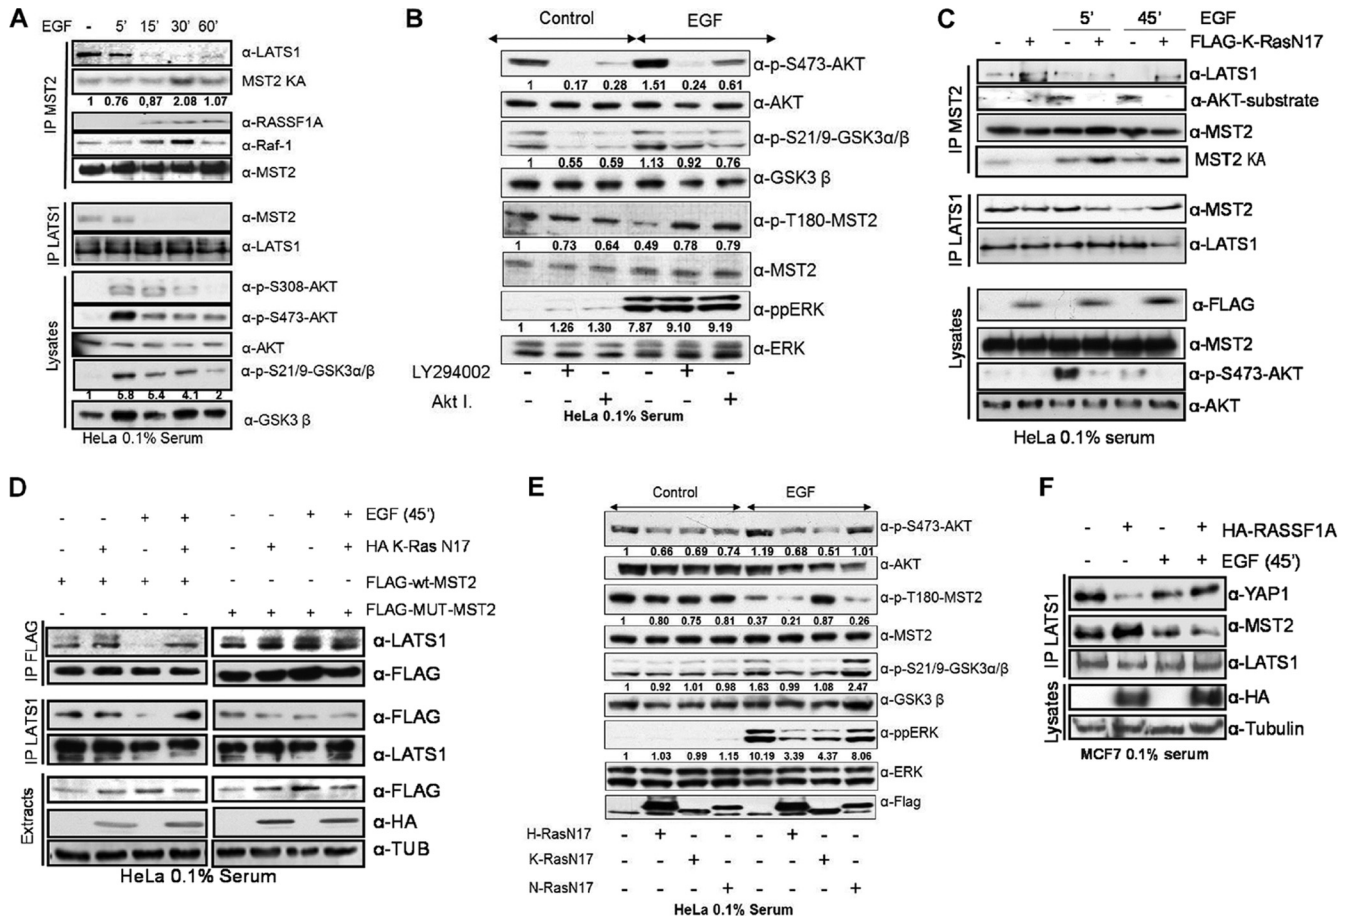 A
EGF - 5' 15' 30' 60'
IP MST2
α-LATS1
MST2 KA
1 0.76 0,87 2.08 1.07
α-RASSF1A
α-Raf-1
α-MST2
IP LATS1
α-MST2
α-LATS1
Lysates
α-p-S308-AKT
α-p-S473-AKT
α-AKT
α-p-S21/9-GSK3α/β
1 5.8 5.4 4.1 2
α-GSK3 β
HeLa 0.1% Serum
B
Control EGF
α-p-S473-AKT
1 0.17 0.28 1.51 0.24 0.61
α-AKT
α-p-S21/9-GSK3α/β
1 0.55 0.59 1.13 0.92 0.76
α-GSK3 β
α-p-T180-MST2
1 0.73 0.64 0.49 0.78 0.79
α-MST2
α-ppERK
1 1.26 1.30 7.87 9.10 9.19
α-ERK
LY294002 - + - - + -
Akt I. - - + - - +
HeLa 0.1% Serum
C
5' 45' EGF
- + - + - + FLAG-K-RasN17
IP MST2
α-LATS1
α-AKT-substrate
α-MST2
MST2 KA
IP LATS1
α-MST2
α-LATS1
Lysates
α-FLAG
α-MST2
α-p-S473-AKT
α-AKT
HeLa 0.1% serum
D
- - + + - - + + EGF (45')
- + - + - + - + HA K-Ras N17
+ + + + - - - - FLAG-wt-MST2
- - - - + + + + FLAG-MUT-MST2
IP FLAG
α-LATS1
α-FLAG
IP LATS1
α-FLAG
α-LATS1
Extracts
α-FLAG
α-HA
α-TUB
HeLa 0.1% Serum
E
Control EGF
α-p-S473-AKT
1 0.66 0.69 0.74 1.19 0.68 0.51 1.01
α-AKT
α-p-T180-MST2
1 0.80 0.75 0.81 0.37 0.21 0.87 0.26
α-MST2
α-p-S21/9-GSK3α/β
1 0.92 1.01 0.98 1.63 0.99 1.08 2.47
α-GSK3 β
α-ppERK
1 1.03 0.99 1.15 10.19 3.39 4.37 8.06
α-ERK
α-Flag
H-RasN17 - + - - - + - -
K-RasN17 - - + - - - + -
N-RasN17 - - - + - - - +
HeLa 0.1% Serum
F
- + - + HA-RASSF1A
- - + + EGF (45')
IP LATS1
α-YAP1
α-MST2
α-LATS1
Lysates
α-HA
α-Tubulin
MCF7 0.1% serum